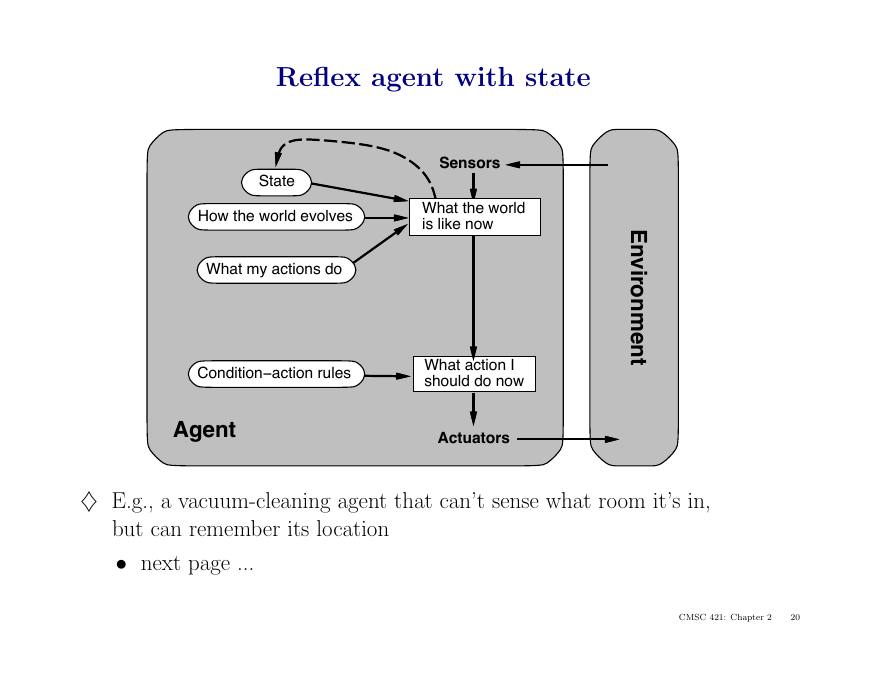 Reflex agent with state
Sensors
State
What the world
is like now
How the world evolves
What my actions do
Environment
Condition−action rules
What action I
should do now
Agent
Actuators
♢ E.g., a vacuum-cleaning agent that can't sense what room it's in,
but can remember its location
• next page ...
CMSC 421: Chapter 2 20